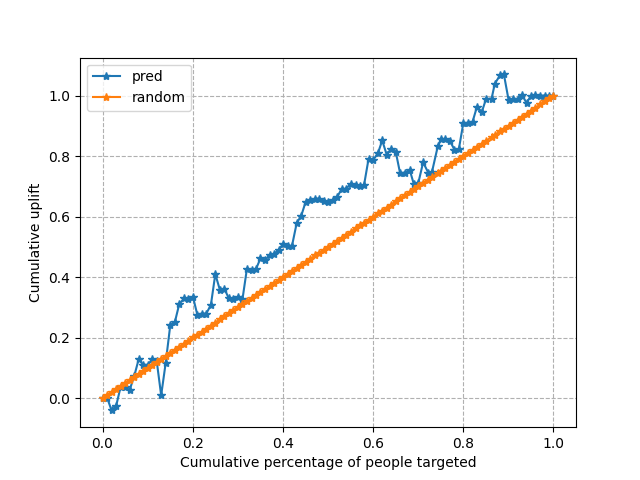 pred
random
1.0
0.8
0.6
0.4
0.2
0.0
Cumulative uplift
0.0 0.2 0.4 0.6 0.8 1.0
Cumulative percentage of people targeted